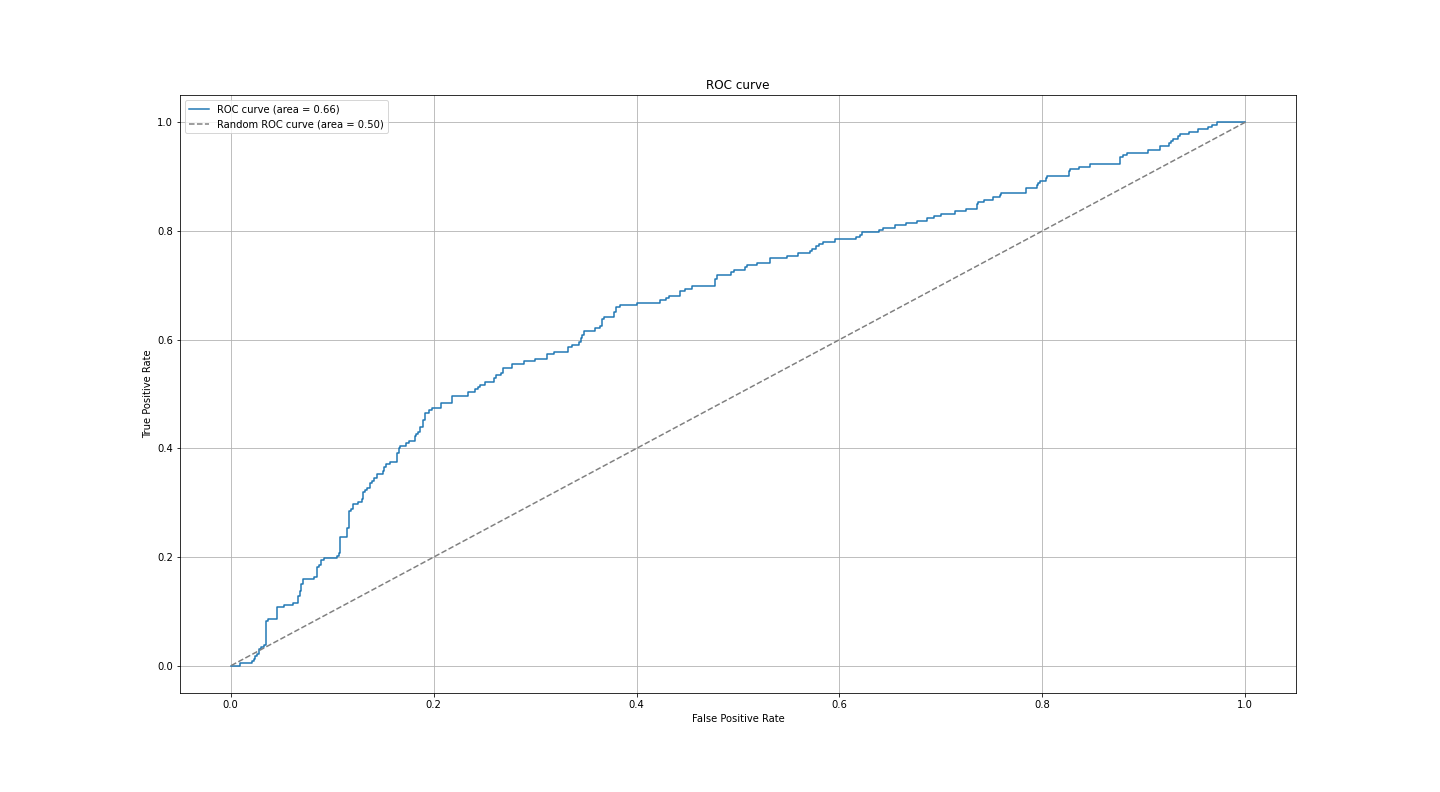 ROC curve
ROC curve (area = 0.66)
Random ROC curve (area = 0.50)
1.0
0.8
0.6
0.4
0.2
0.0
True Positive Rate
0.0 0.2 0.4 0.6 0.8 1.0
False Positive Rate